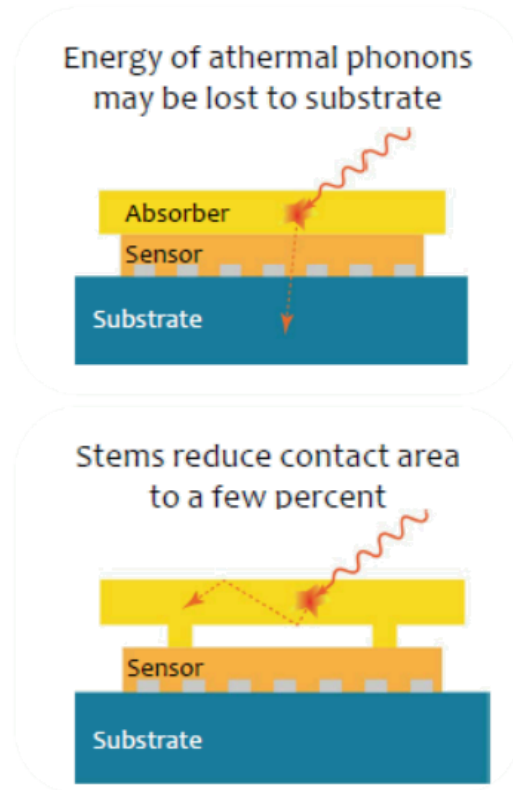 Energy of athermal phonons
may be lost to substrate
Absorber
Sensor
Substrate
Stems reduce contact area
to a few percent
Sensor
Substrate